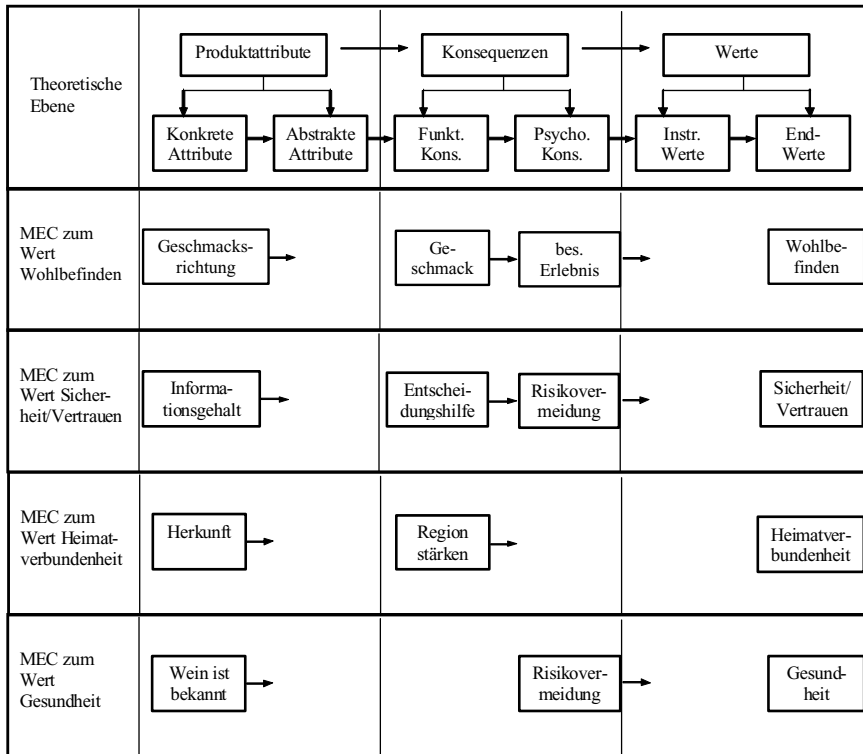 Theoretische
Ebene
Produktattribute
Konsequenzen
Werte
Konkrete
Attribute
Abstrakte
Attribute
Funkt.
Kons.
Psycho.
Kons.
Instr.
Werte
End-
Werte
MEC zum
Wert
Wohlbefinden
Geschmacks-
richtung
Ge-
schmack
bes.
Erlebnis
Wohlbe-
finden
MEC zum
Wert Sicher-
heit/Vertrauen
Informa-
tionsgehalt
Entschei-
dungshilfe
Risikover-
meidung
Sicherheit/
Vertrauen
MEC zum
Wert Heimat-
verbundenheit
Herkunft
Region
stärken
Heimatver-
bundenheit
MEC zum
Wert
Gesundheit
Wein ist
bekannt
Risikover-
meidung
Gesund-
heit